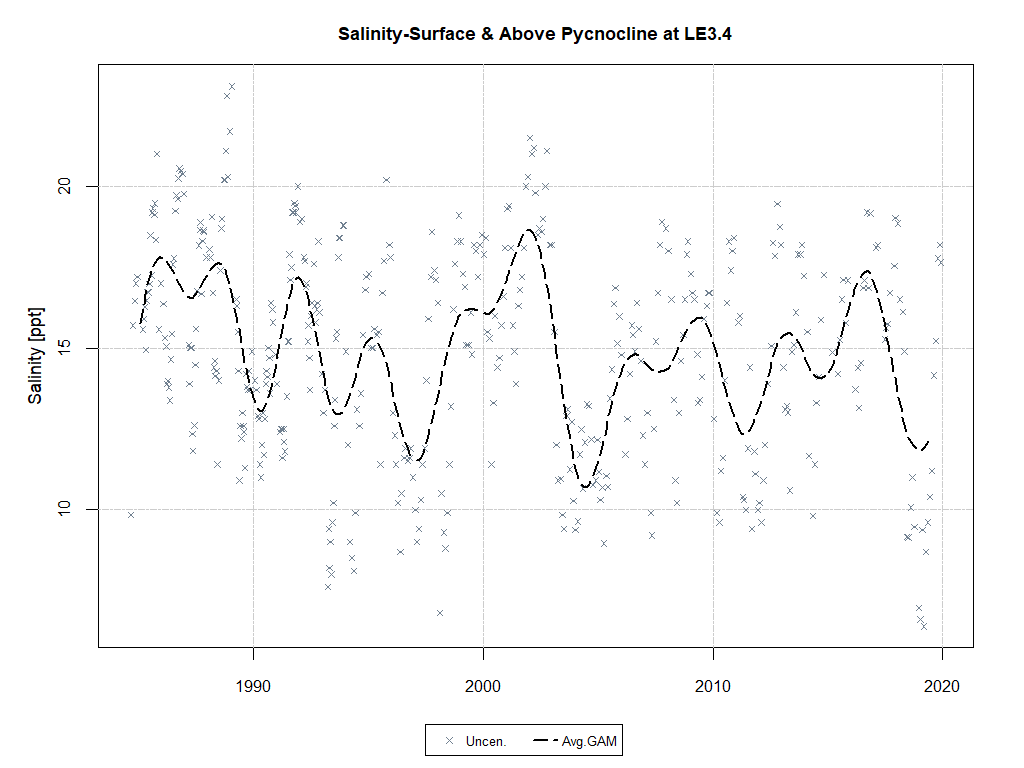 Salinity-Surface & Above Pycnocline at LE3.4
Salinity [ppt]
20
15
10
1990 2000 2010 2020
Uncen. Avg.GAM